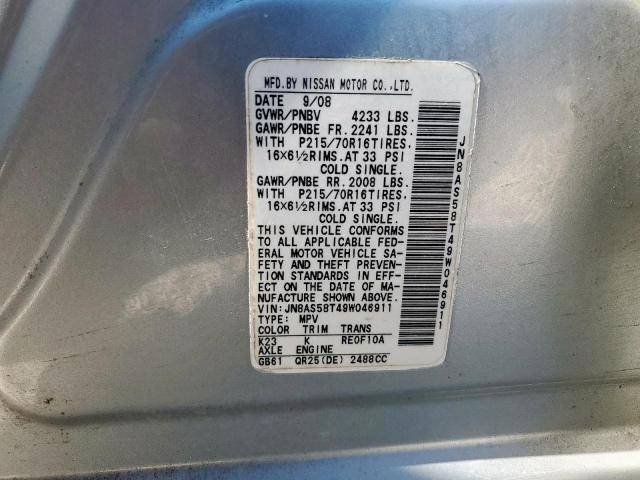 MFD.BY NISSAN MOTOR CO.,LTD.
DATE 9/08
GVWR/PNBV 4233 LBS.
GAWR/PNBE FR. 2241 LBS.
WITH P215/70R16TIRES,
16X6½RIMS,AT 33 PSI
COLD SINGLE.
GAWR/PNBE RR. 2008 LBS.
WITH P215/70R16TIRES,
16X6½RIMS,AT 33 PSI
COLD SINGLE.
THIS VEHICLE CONFORMS
TO ALL APPLICABLE FED-
ERAL MOTOR VEHICLE SA-
FETY AND THEFT PREVEN-
TION STANDARDS IN EFF-
ECT ON THE DATE OF MA-
NUFACTURE SHOWN ABOVE.
VIN:JN8AS58T49W046911
TYPE: MPV
COLOR TRIM TRANS
K23 K RE0F10A
AXLE ENGINE
GB61 QR25(DE) 2488CC
JN8AS58T49W046911